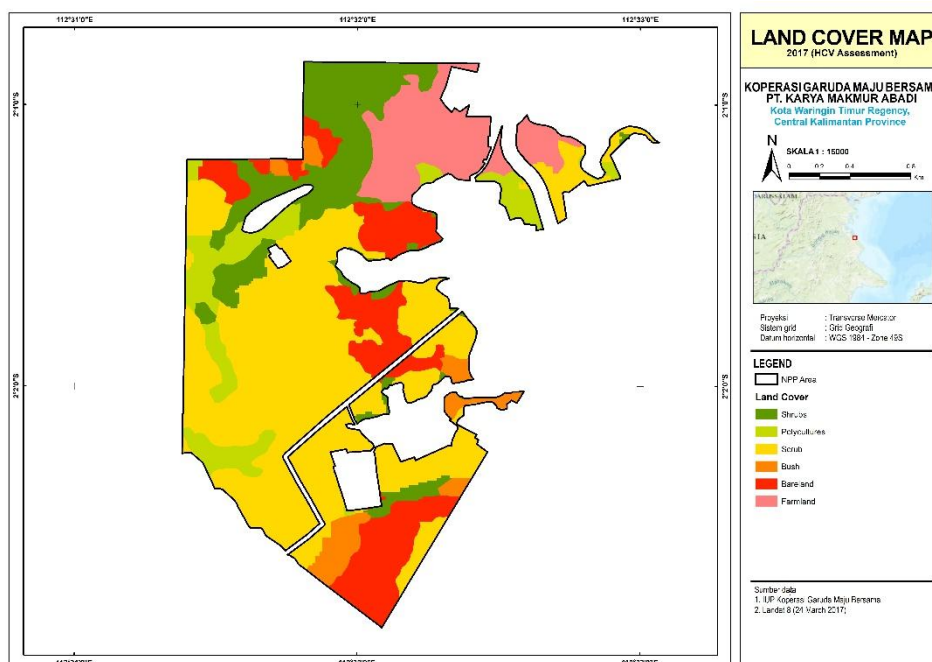 112°31'0"E 112°32'0"E 112°33'0"E
2°1'0"S 2°1'0"S
2°2'0"S 2°2'0"S
LAND COVER MAP
2017 (HCV Assessment)
KOPERASI GARUDA MAJU BERSAM
PT. KARYA MAKMUR ABADI
Kota Waringin Timur Regency,
Central Kalimantan Province
N
SKALA 1 : 15000
0 0.2 0.4 0.8
Km
Proyeksi : Transverse Mercator
Sistem grid : Grid Geografi
Datum horizontal : WGS 1984 - Zone 49S
LEGEND
NPP Area
Land Cover
Shrubs
Polycultures
Scrub
Bush
Bareland
Farmland
Sumber data
1. IUP Koperasi Garuda Maju Bersama
2. Landsat 8 (24 March 2017)